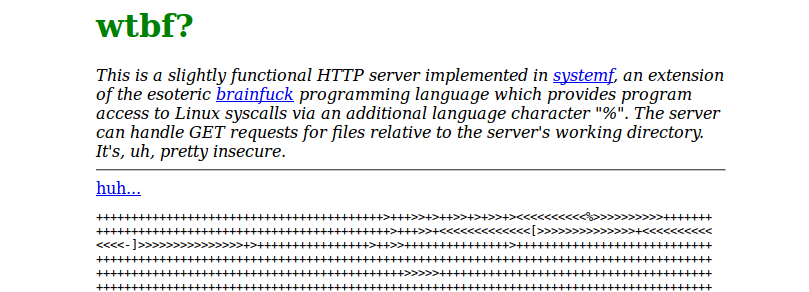 wtbf?
This is a slightly functional HTTP server implemented in systemf, an extension
of the esoteric brainfuck programming language which provides program
access to Linux syscalls via an additional language character "%". The server
can handle GET requests for files relative to the server's working directory.
It's, uh, pretty insecure.
huh...
+++++++++++++++++++++++++++++++++++++++++>+++>>+>++>>+>+>>+><<<<<<<<<<%>>>>>>>>>>+++++++
++++++++++++++++++++++++++++++++++++++++++>+++>>+<<<<<<<<<<<<<[>>>>>>>>>>>>>>+<<<<<<<<<<
<<<<-]>>>>>>>>>>>>>>>+>++++++++++++++++>++>>+++++++++++++++>++++++++++++++++++++++++++++
++++++++++++++++++++++++++++++++++++++++++++++++++++++++++++++++++++++++++++++++++++++++
++++++++++++++++++++++++++++++++++++++++++++>>>>>+++++++++++++++++++++++++++++++++++++++
++++++++++++++++++++++++++++++++++++++++++++++++++++++++++++++++++++++++++++++++++++++++